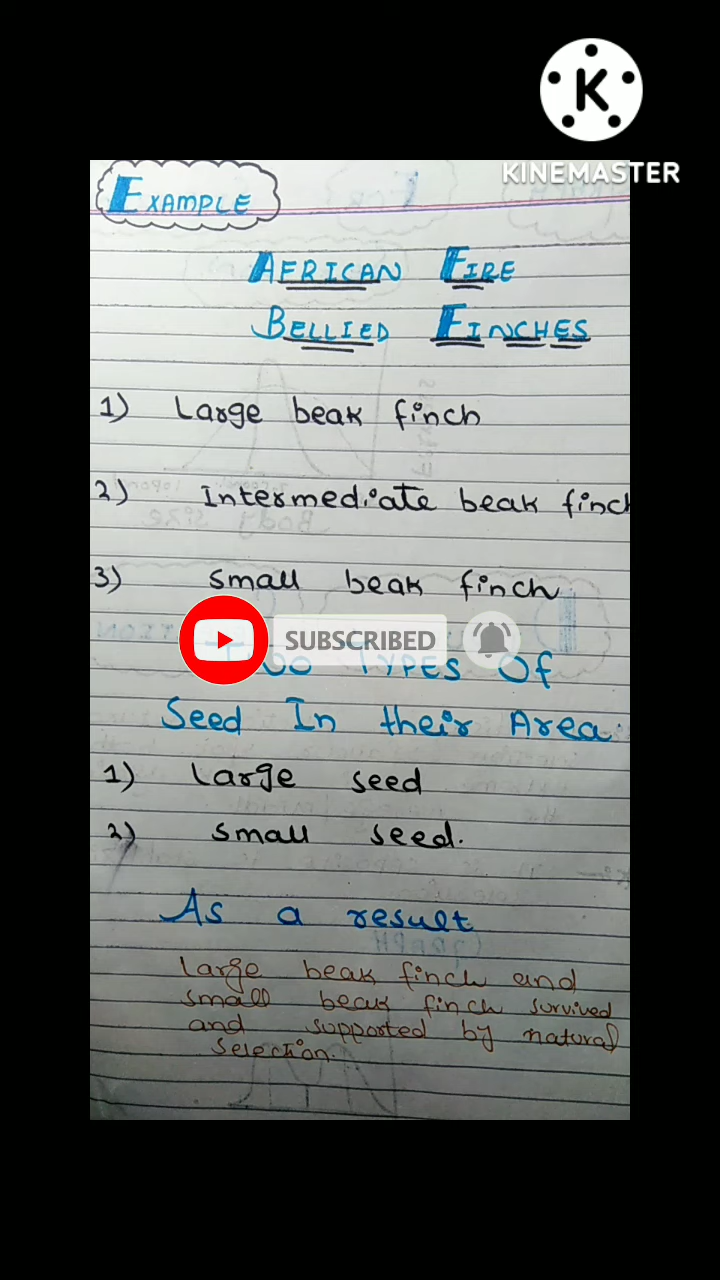 K
KINEMASTER
EXAMPLE
AFRICAN FIRE
BELLIED FINCHES
1) Large beak finch
2) Intermediate beak finch
3) Small beak finch
SUBSCRIBED
TYPES Of
Seed In their Area.
1) Large seed
2) Small seed.
As a result
large beak finch and
small beak finch survived
and supported by natural
selection.